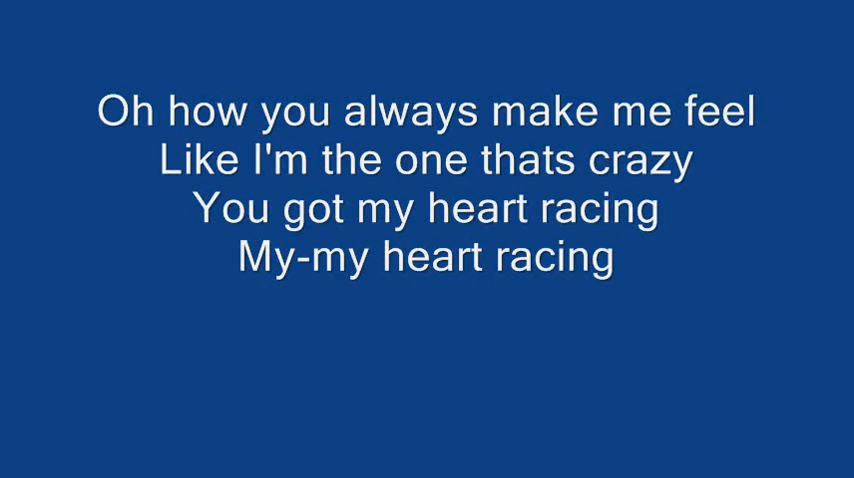 Oh how you always make me feel
Like I'm the one thats crazy
You got my heart racing
My-my heart racing